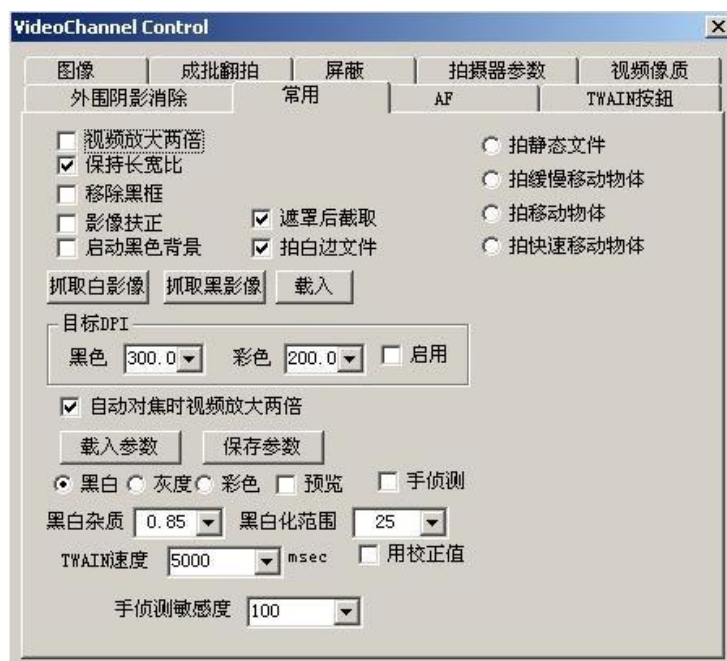 VideoChannel Control
图像 成批翻拍 屏蔽 拍摄器参数 视频像质
外围阴影消除 常用 AF TWAIN按钮
视频放大两倍 拍静态文件
保持长宽比
移除黑框 拍缓慢移动物体
影像扶正 遮罩后截取 拍移动物体
启动黑色背景 拍白边文件 拍快速移动物体
抓取白影像 抓取黑影像 载入
目标DPI
黑色 300.0 彩色 200.0 启用
自动对焦时视频放大两倍
载入参数 保存参数
黑白 灰度 彩色 预览 手侦测
黑白杂质 0.85 黑白化范围 25
TWAIN速度 5000 msec 用校正值
手侦测敏感度 100